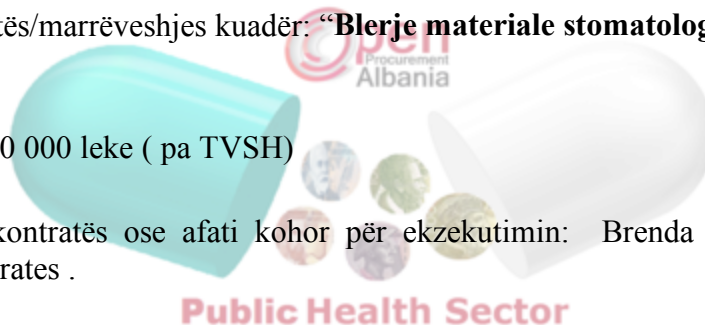 tës/marrëveshjes kuadër: “Blerje materiale stomatolog
Open
Procurement
Albania
0 000 leke ( pa TVSH)
kontratës ose afati kohor për ekzekutimin: Brenda
rates .
Public Health Sector